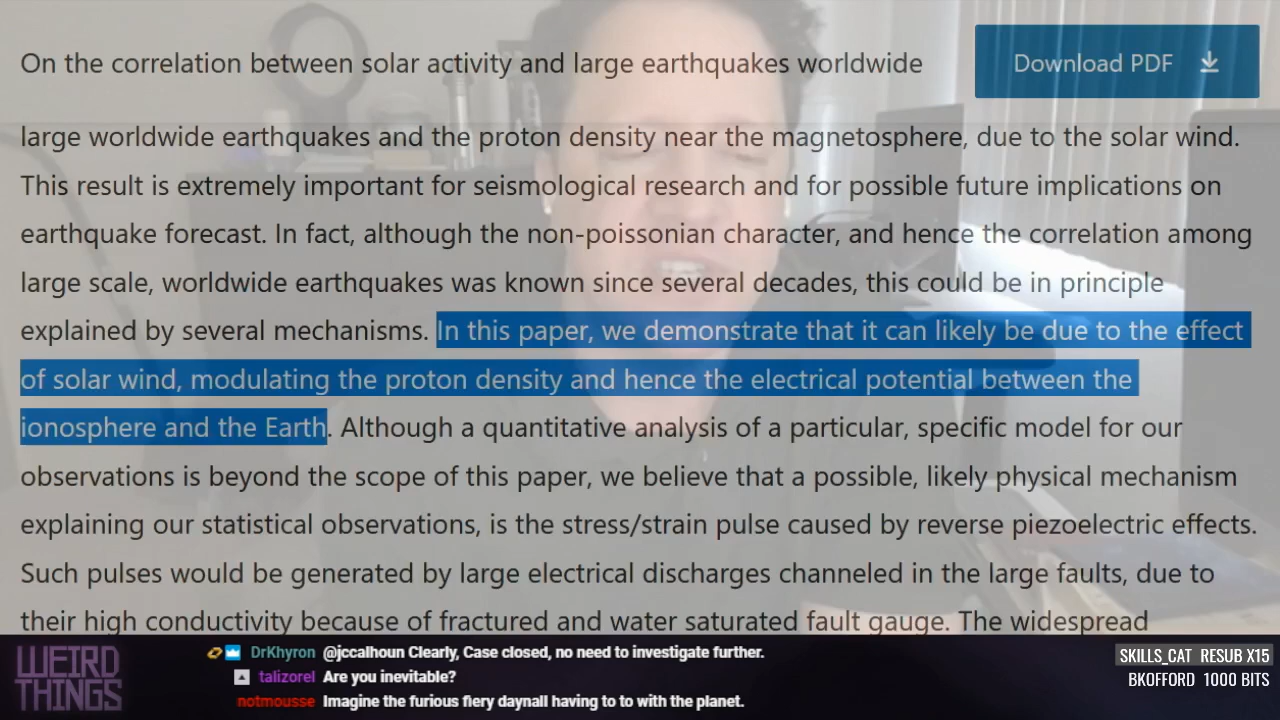 On the correlation between solar activity and large earthquakes worldwide
Download PDF
large worldwide earthquakes and the proton density near the magnetosphere, due to the solar wind.
This result is extremely important for seismological research and for possible future implications on
earthquake forecast. In fact, although the non-poissonian character, and hence the correlation among
large scale, worldwide earthquakes was known since several decades, this could be in principle
explained by several mechanisms. In this paper, we demonstrate that it can likely be due to the effect
of solar wind, modulating the proton density and hence the electrical potential between the
ionosphere and the Earth. Although a quantitative analysis of a particular, specific model for our
observations is beyond the scope of this paper, we believe that a possible, likely physical mechanism
explaining our statistical observations, is the stress/strain pulse caused by reverse piezoelectric effects.
Such pulses would be generated by large electrical discharges channeled in the large faults, due to
their high conductivity because of fractured and water saturated fault gauge. The widespread
WEIRD
THINGS
DrKhyron @jccalhoun Clearly, Case closed, no need to investigate further.
talizorel Are you inevitable?
notmousse Imagine the furious fiery daynall having to to with the planet.
SKILLS_CAT RESUB X15
BKOFFORD 1000 BITS